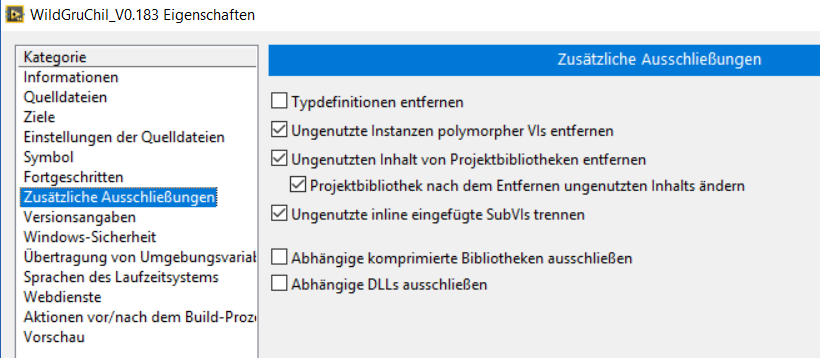 WildGruChil_V0.183 Eigenschaften
Kategorie
Informationen
Quelldateien
Ziele
Einstellungen der Quelldateien
Symbol
Fortgeschritten
Zusätzliche Ausschließungen
Versionsangaben
Windows-Sicherheit
Übertragung von Umgebungsvariab
Sprachen des Laufzeitsystems
Webdienste
Aktionen vor/nach dem Build-Proze
Vorschau
Zusätzliche Ausschließungen
Typdefinitionen entfernen
Ungenutzte Instanzen polymorpher VIs entfernen
Ungenutzten Inhalt von Projektbibliotheken entfernen
Projektbibliothek nach dem Entfernen ungenutzten Inhalts ändern
Ungenutzte inline eingefügte SubVIs trennen
Abhängige komprimierte Bibliotheken ausschließen
Abhängige DLLs ausschließen